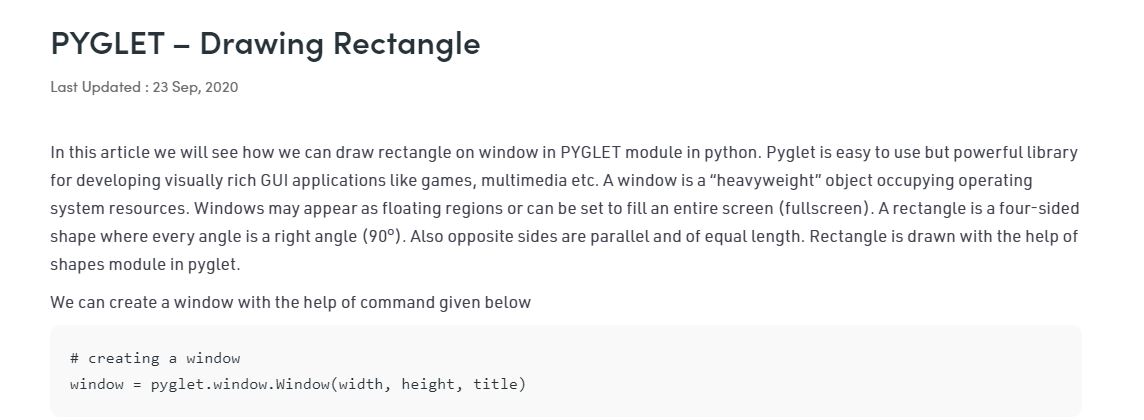 PYGLET – Drawing Rectangle
Last Updated : 23 Sep, 2020
In this article we will see how we can draw rectangle on window in PYGLET module in python. Pyglet is easy to use but powerful library
for developing visually rich GUI applications like games, multimedia etc. A window is a “heavyweight” object occupying operating
system resources. Windows may appear as floating regions or can be set to fill an entire screen (fullscreen). A rectangle is a four-sided
shape where every angle is a right angle (90°). Also opposite sides are parallel and of equal length. Rectangle is drawn with the help of
shapes module in pyglet.
We can create a window with the help of command given below
# creating a window
window = pyglet.window.Window(width, height, title)